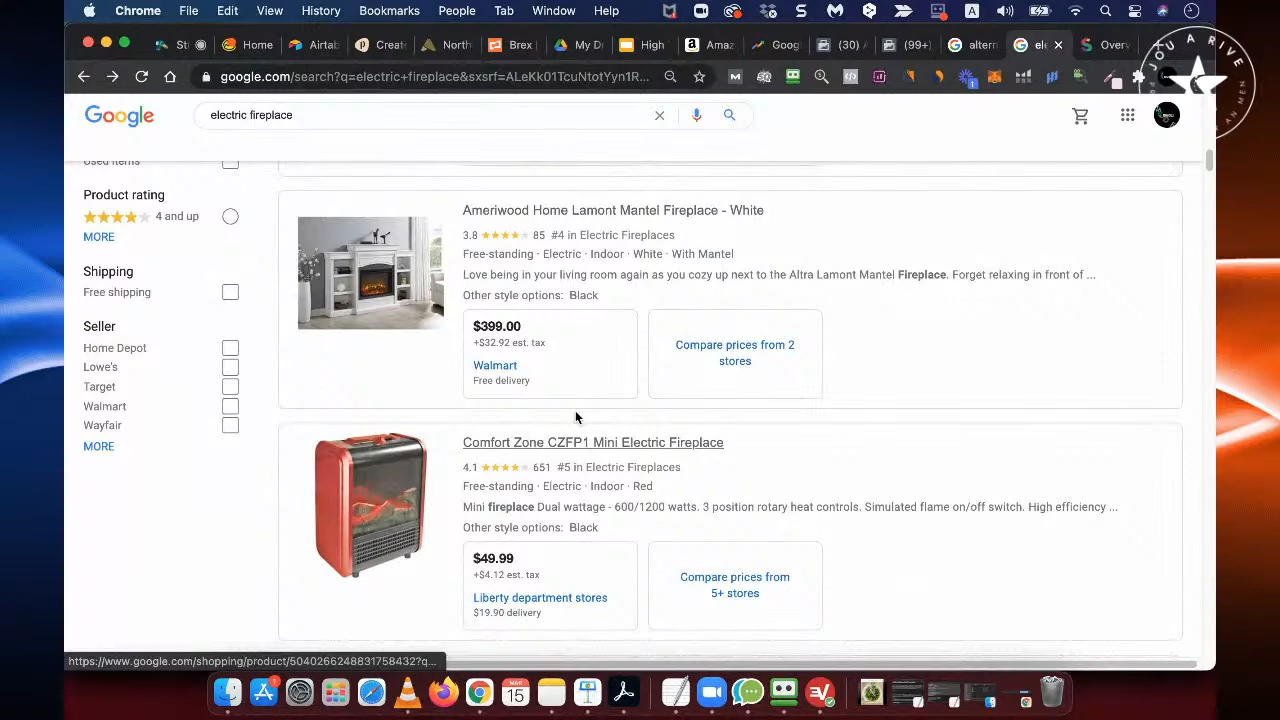 Chrome File Edit View History Bookmarks People Tab Window Help
St Home Airtab Create North Brex My Dr High Amaz Goog (30) (99+) altern ele Over
google.com/search?q=electric+fireplace&sxsrf=ALeKk01TcuNtotYyn1R...
YOU ARIVE
AN MEN
Google
electric fireplace
Used items
Product rating
4 and up
MORE
Shipping
Free shipping
Seller
Home Depot
Lowe's
Target
Walmart
Wayfair
MORE
Ameriwood Home Lamont Mantel Fireplace - White
3.8 85 #4 in Electric Fireplaces
Free-standing · Electric · Indoor · White · With Mantel
Love being in your living room again as you cozy up next to the Altra Lamont Mantel Fireplace. Forget relaxing in front of ...
Other style options: Black
$399.00
+$32.92 est. tax
Walmart
Free delivery
Compare prices from 2
stores
Comfort Zone CZFP1 Mini Electric Fireplace
4.1 651 #5 in Electric Fireplaces
Free-standing · Electric · Indoor · Red
Mini fireplace Dual wattage - 600/1200 watts. 3 position rotary heat controls. Simulated flame on/off switch. High efficiency ...
Other style options: Black
$49.99
+$4.12 est. tax
Liberty department stores
$19.90 delivery
Compare prices from
5+ stores
https://www.google.com/shopping/product/5040266248831758432?q...
MAR
15